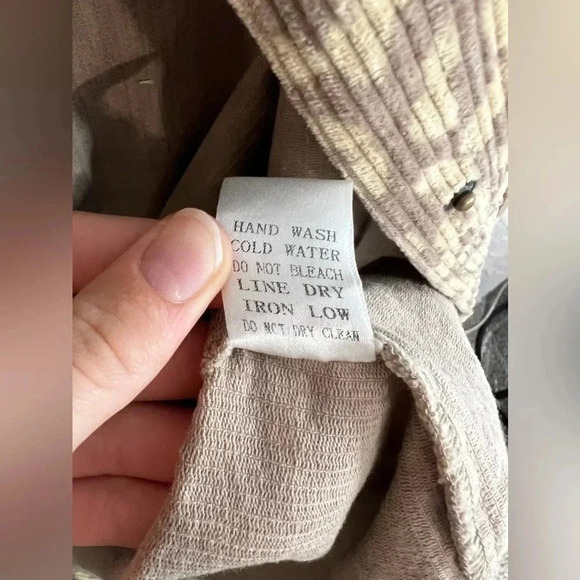 HAND WASH
COLD WATER
DO NOT BLEACH
LINE DRY
IRON LOW
DO NOT DRY CLEAN